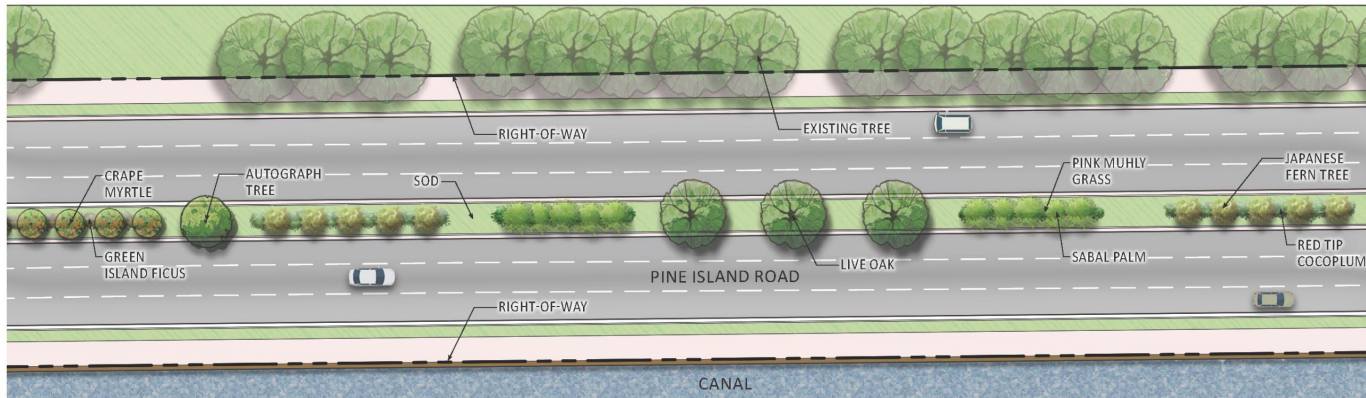 RIGHT-OF-WAY
EXISTING TREE
CRAPE
MYRTLE
AUTOGRAPH
TREE
SOD
PINK MUHLY
GRASS
JAPANESE
FERN TREE
GREEN
ISLAND FICUS
LIVE OAK
SABAL PALM
RED TIP
COCOPLUM
PINE ISLAND ROAD
RIGHT-OF-WAY
CANAL